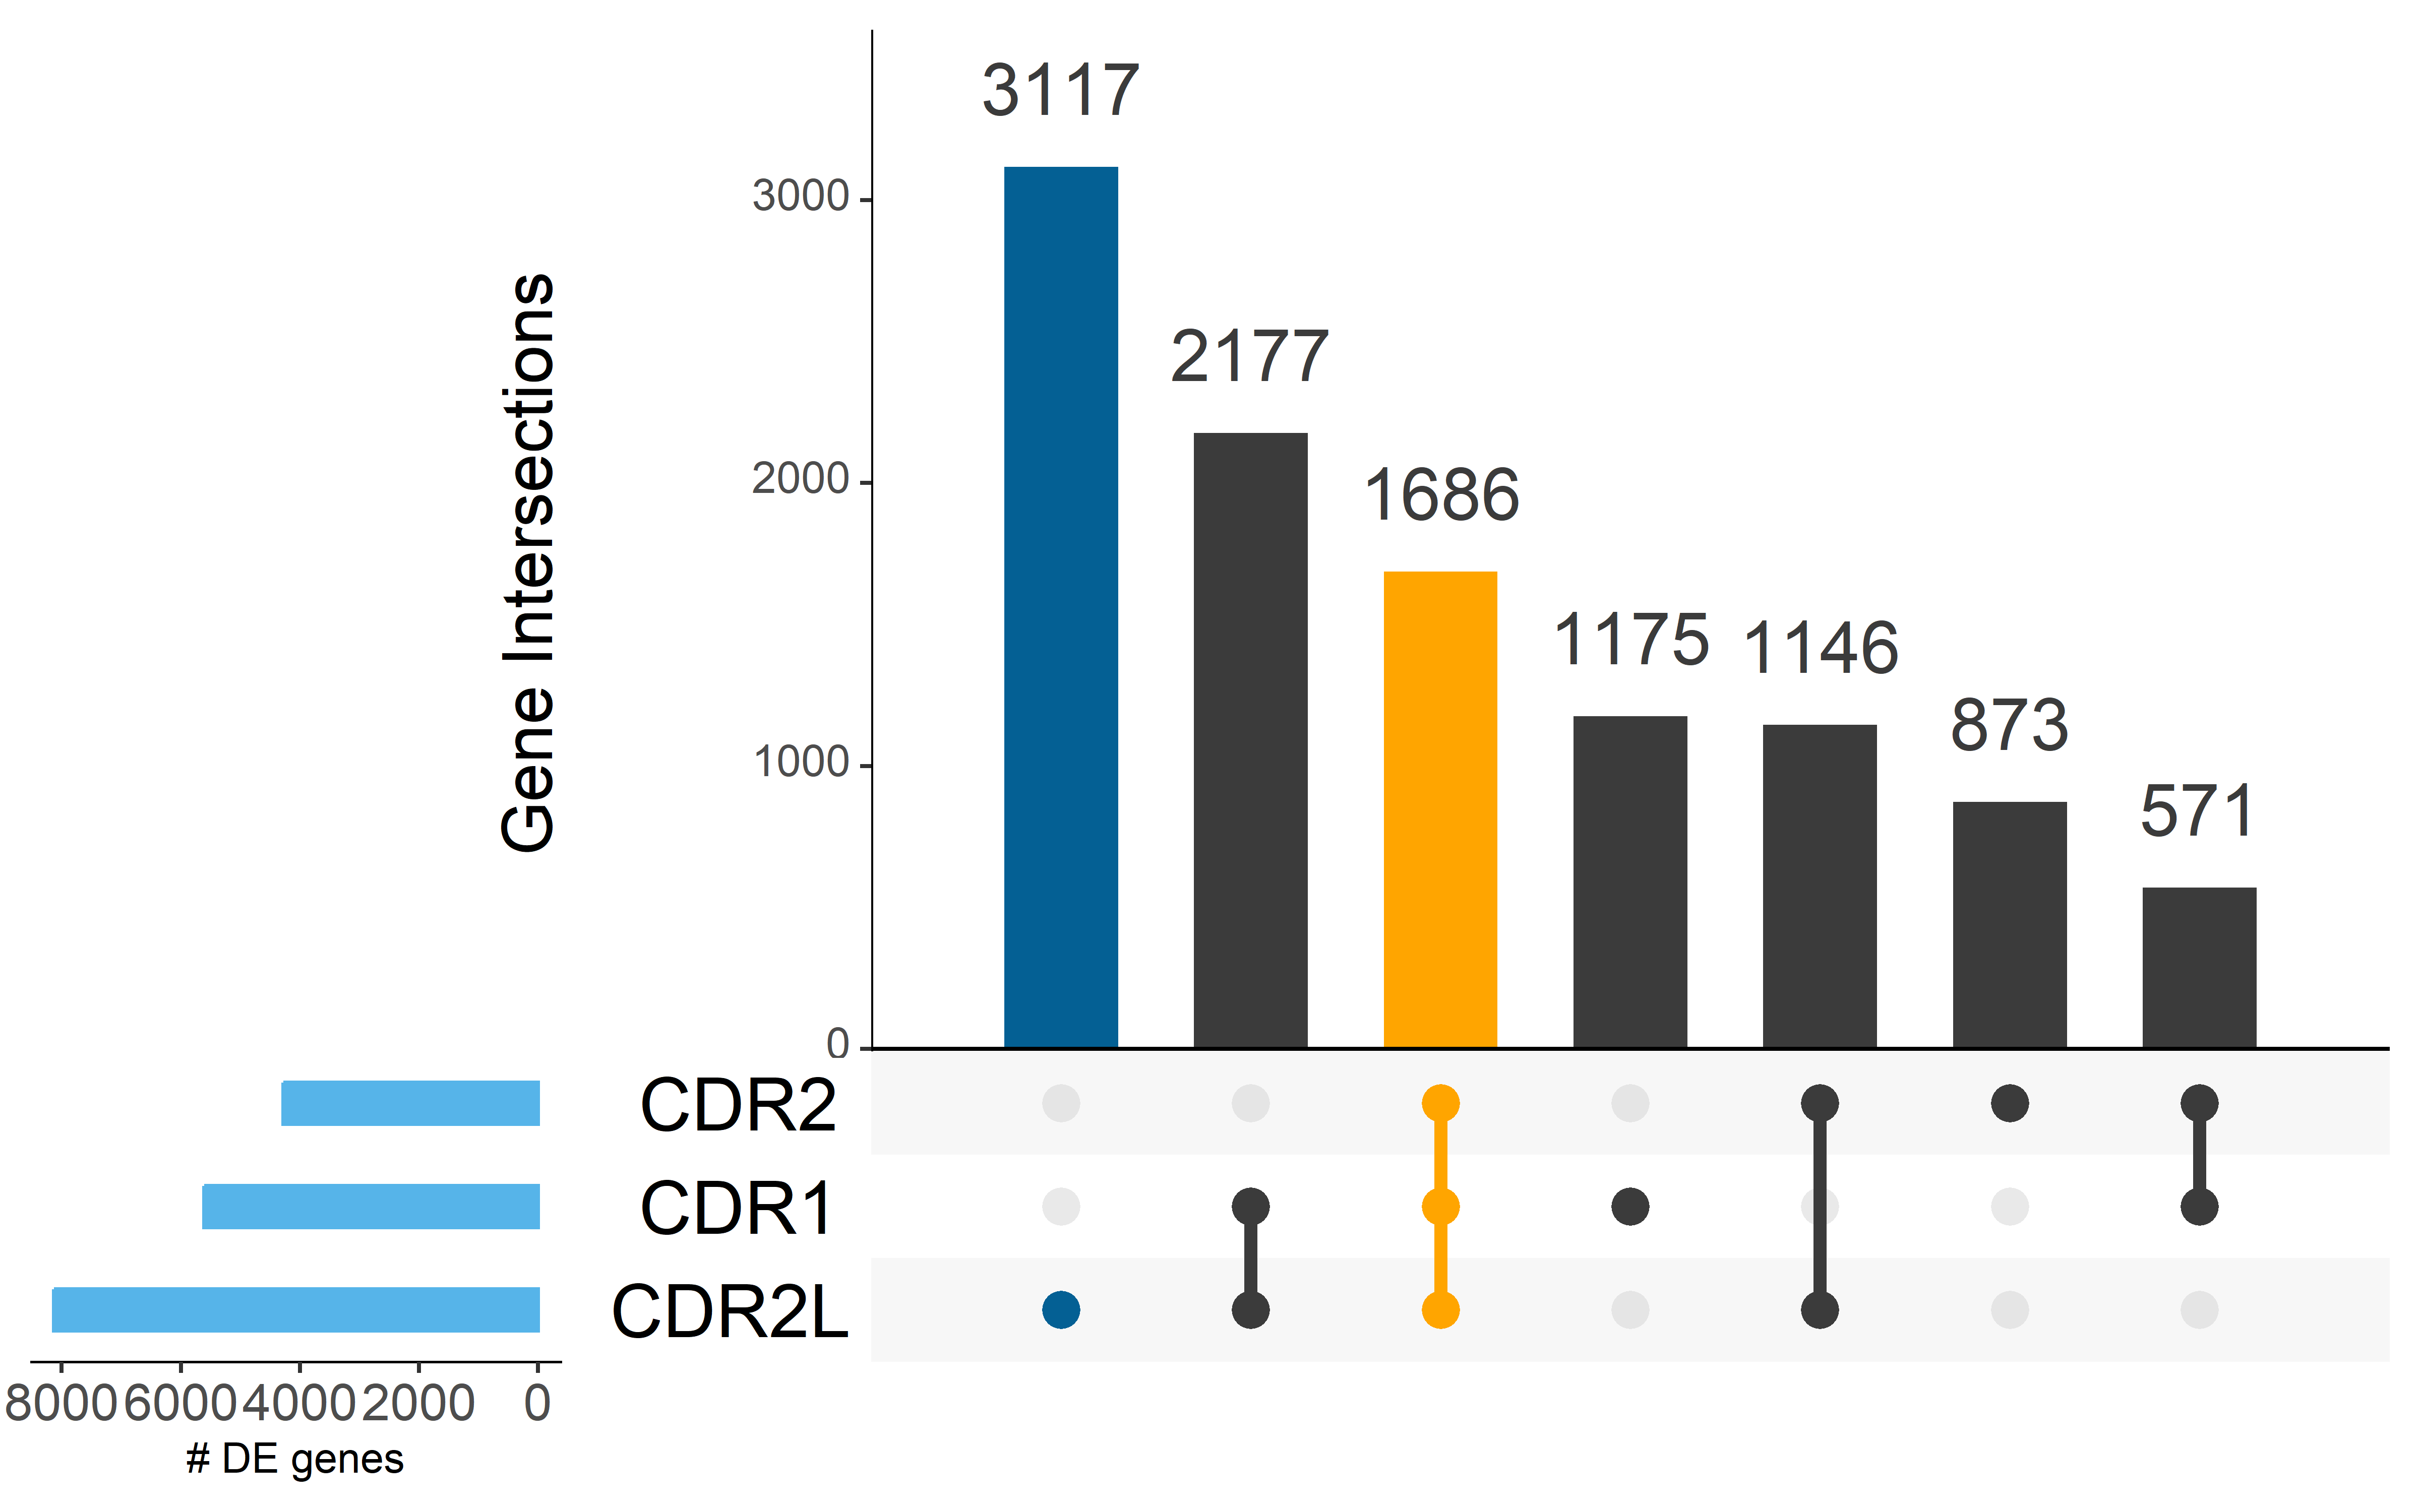 3117
3000
2177
2000
1686
1175
1146
1000
873
571
0
Gene Intersections
CDR2
CDR1
CDR2L
8000 6000 4000 2000 0
# DE genes